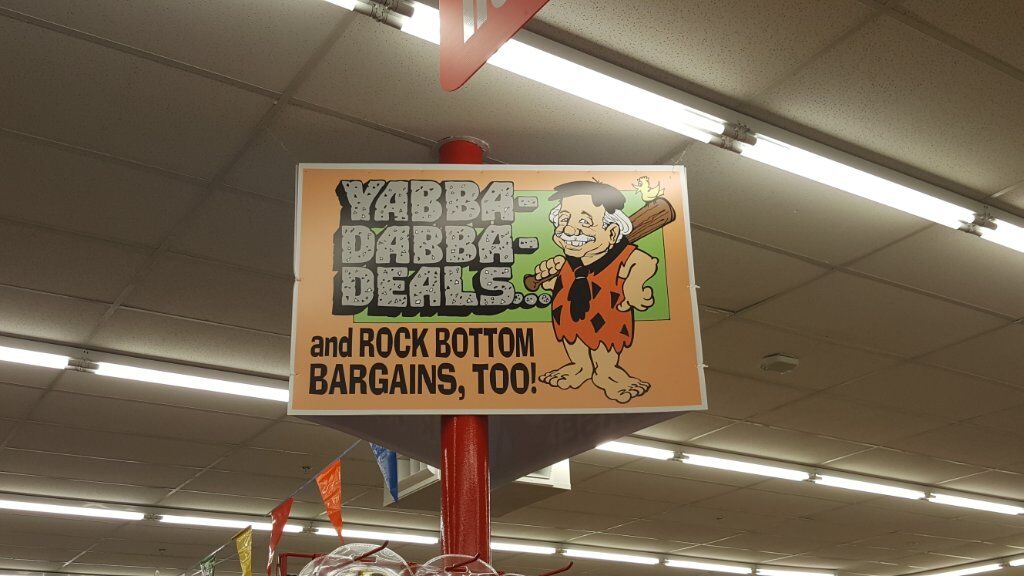 YABBA-
DABBA-
DEALS...
and ROCK BOTTOM
BARGAINS, TOO!